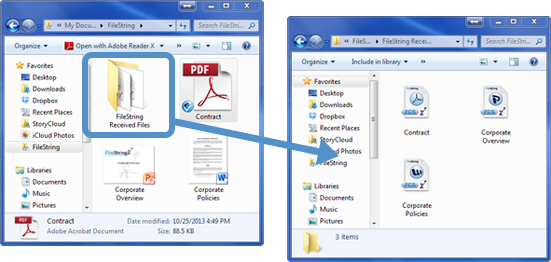 « My Docu... ▸ FileString ▸
Search FileStri...
Organize ▾
Open with Adobe Reader X ▾
»
Favorites
Desktop
Downloads
Dropbox
Recent Places
StoryCloud
iCloud Photos
FileString
Libraries
Documents
Music
Pictures
FileString
Received Files
PDF
Contract
FileString
Corporate
Overview
Corporate
Policies
PDF
Contract
Date modified: 10/25/2013 4:49 PM
Adobe Acrobat Document
Size: 88.5 KB
« FileS... ▸ FileString Recei... ▸
Search FileStri...
Organize ▾
Include in library ▾
»
Favorites
Desktop
Downloads
Dropbox
Recent Places
StoryCloud
oud Photos
FileString
Libraries
Documents
Music
Pictures
Contract
Corporate
Overview
Corporate
Policies
3 items